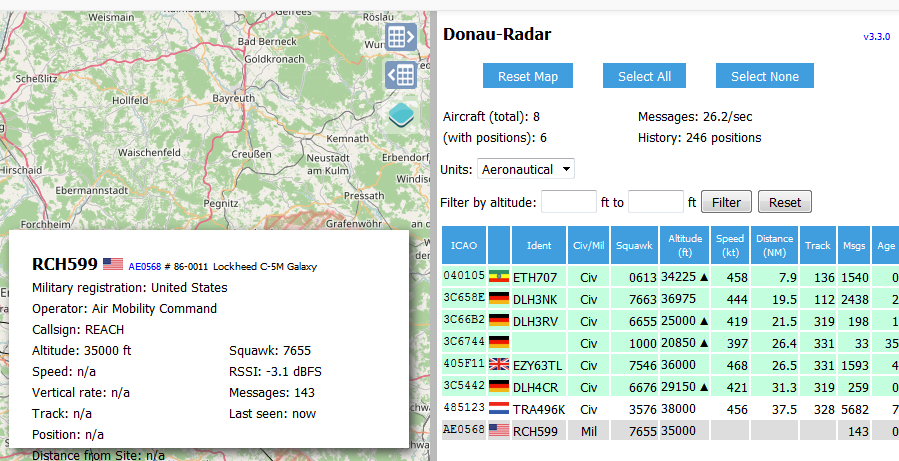 Weismain
Röslau
Bad Berneck
Goldkronach
Scheßlitz
Hollfeld
Bayreuth
Kemnath
Waischenfeld
Creußen
Neustadt
am Kulm
Erbendorf
Hirschaid
Ebermannstadt
Pressath
Pegnitz
Grafenwöhr
Forchheim
RCH599 AE0568 # 86-0011 Lockheed C-5M Galaxy
Military registration: United States
Operator: Air Mobility Command
Callsign: REACH
Altitude: 35000 ft Squawk: 7655
Speed: n/a RSSI: -3.1 dBFS
Vertical rate: n/a Messages: 143
Track: n/a Last seen: now
Position: n/a
Distance from Site: n/a
Donau-Radar v3.3.0
Reset Map Select All Select None
Aircraft (total): 8 Messages: 26.2/sec
(with positions): 6 History: 246 positions
Units: Aeronautical
Filter by altitude: ft to ft Filter Reset
ICAO Ident Civ/Mil Squawk Altitude (ft) Speed (kt) Distance (NM) Track Msgs Age
040105 ETH707 Civ 0613 34225 ▲ 458 7.9 136 1540 0
3C658E DLH3NK Civ 7663 36975 444 19.5 112 2438 2
3C66B2 DLH3RV Civ 6655 25000 ▲ 419 21.5 319 198 1
3C6744 Civ 1000 20850 ▲ 397 26.4 331 33 35
405F11 EZY63TL Civ 7546 36000 468 26.5 331 1593 4
3C5442 DLH4CR Civ 6676 29150 ▲ 421 31.3 319 259 0
485123 TRA496K Civ 3576 38000 456 37.5 328 5682 7
AE0568 RCH599 Mil 7655 35000 143 0